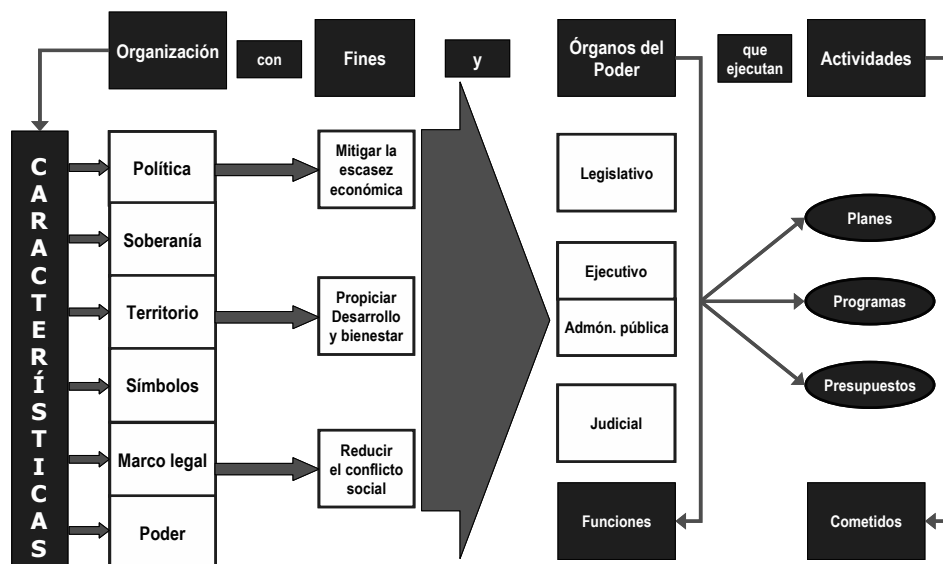 Organización
con
Fines
y
Órganos del
Poder
que
ejecutan
Actividades
CARACTERÍSTICAS
Política
Soberanía
Territorio
Símbolos
Marco legal
Poder
Mitigar la
escasez
económica
Propiciar
Desarrollo
y bienestar
Reducir
el conflicto
social
Legislativo
Ejecutivo
Admón. pública
Judicial
Funciones
Planes
Programas
Presupuestos
Cometidos